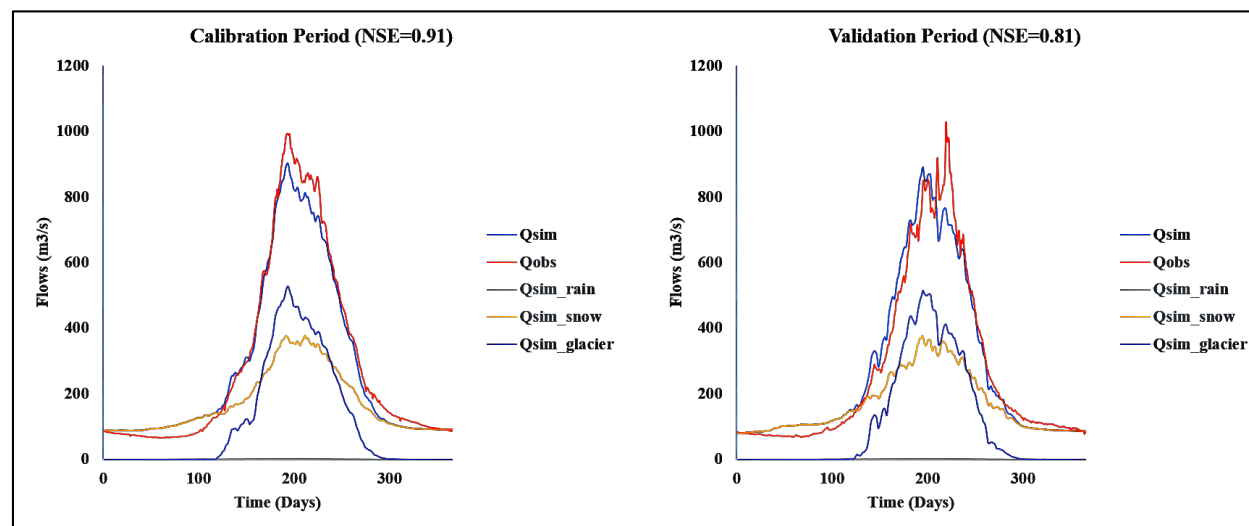 Calibration Period (NSE=0.91)
1200
1000
800
600
400
200
0
Flows (m3/s)
0 100 200 300
Time (Days)
Qsim
Qobs
Qsim_rain
Qsim_snow
Qsim_glacier
Validation Period (NSE=0.81)
1200
1000
800
600
400
200
0
Flows (m3/s)
0 100 200 300
Time (Days)
Qsim
Qobs
Qsim_rain
Qsim_snow
Qsim_glacier